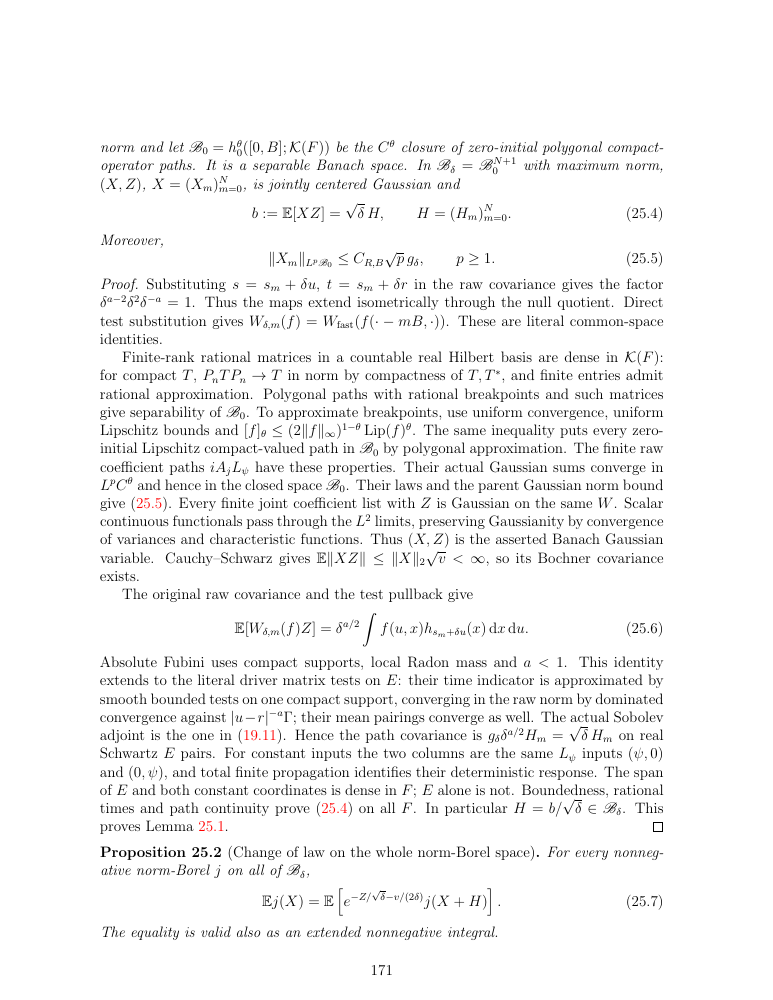 norm and let ℬ₀ = h₀^θ([0, B]; 𝒦(F)) be the C^θ closure of zero-initial polygonal compact-
operator paths. It is a separable Banach space. In ℬ_δ = ℬ₀^{N+1} with maximum norm,
(X, Z), X = (X_m)_{m=0}^N, is jointly centered Gaussian and
b := 𝔼[XZ] = √δ H, H = (H_m)_{m=0}^N. (25.4)
Moreover,
‖X_m‖_{L^p ℬ₀} ≤ C_{R,B} √p g_δ, p ≥ 1. (25.5)
Proof. Substituting s = s_m + δu, t = s_m + δr in the raw covariance gives the factor
δ^{a−2}δ²δ^{−a} = 1. Thus the maps extend isometrically through the null quotient. Direct
test substitution gives W_{δ,m}(f) = W_fast(f(· − mB, ·)). These are literal common-space
identities.
Finite-rank rational matrices in a countable real Hilbert basis are dense in 𝒦(F):
for compact T, P_nTP_n → T in norm by compactness of T, T*, and finite entries admit
rational approximation. Polygonal paths with rational breakpoints and such matrices
give separability of ℬ₀. To approximate breakpoints, use uniform convergence, uniform
Lipschitz bounds and [f]_θ ≤ (2‖f‖_∞)^{1−θ} Lip(f)^θ. The same inequality puts every zero-
initial Lipschitz compact-valued path in ℬ₀ by polygonal approximation. The finite raw
coefficient paths iA_jL_ψ have these properties. Their actual Gaussian sums converge in
L^pC^θ and hence in the closed space ℬ₀. Their laws and the parent Gaussian norm bound
give (25.5). Every finite joint coefficient list with Z is Gaussian on the same W. Scalar
continuous functionals pass through the L² limits, preserving Gaussianity by convergence
of variances and characteristic functions. Thus (X, Z) is the asserted Banach Gaussian
variable. Cauchy–Schwarz gives 𝔼‖XZ‖ ≤ ‖X‖₂√v < ∞, so its Bochner covariance
exists.
The original raw covariance and the test pullback give
𝔼[W_{δ,m}(f)Z] = δ^{a/2} ∫ f(u, x)h_{s_m+δu}(x) dx du. (25.6)
Absolute Fubini uses compact supports, local Radon mass and a < 1. This identity
extends to the literal driver matrix tests on E: their time indicator is approximated by
smooth bounded tests on one compact support, converging in the raw norm by dominated
convergence against |u−r|^{−a}Γ; their mean pairings converge as well. The actual Sobolev
adjoint is the one in (19.11). Hence the path covariance is g_δδ^{a/2}H_m = √δ H_m on real
Schwartz E pairs. For constant inputs the two columns are the same L_ψ inputs (ψ, 0)
and (0, ψ), and total finite propagation identifies their deterministic response. The span
of E and both constant coordinates is dense in F; E alone is not. Boundedness, rational
times and path continuity prove (25.4) on all F. In particular H = b/√δ ∈ ℬ_δ. This
proves Lemma 25.1. □
Proposition 25.2 (Change of law on the whole norm-Borel space). For every nonneg-
ative norm-Borel j on all of ℬ_δ,
𝔼j(X) = 𝔼[e^{−Z/√δ−v/(2δ)}j(X + H)]. (25.7)
The equality is valid also as an extended nonnegative integral.
171